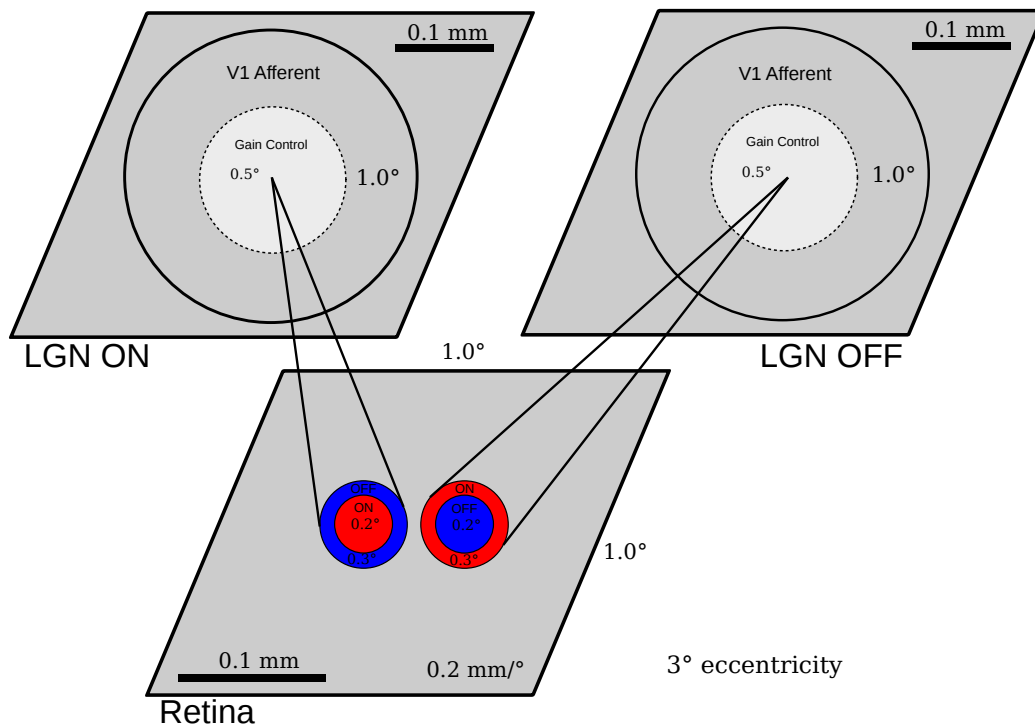 0.1 mm
V1 Afferent
Gain Control
0.5°
1.0°
LGN ON
0.1 mm
V1 Afferent
Gain Control
0.5°
1.0°
LGN OFF
1.0°
OFF
ON
0.2°
0.3°
ON
OFF
0.2°
0.3°
1.0°
0.1 mm
0.2 mm/°
3° eccentricity
Retina